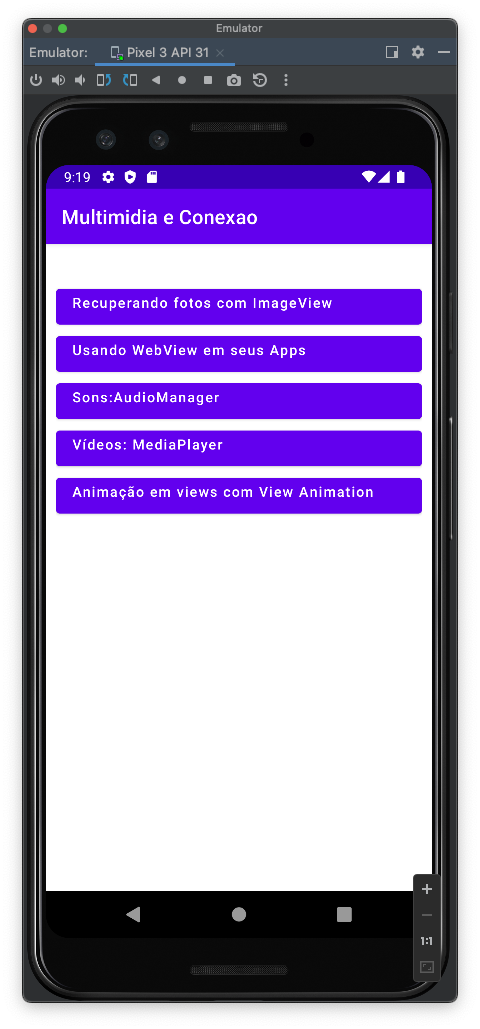 Emulator
Emulator: Pixel 3 API 31
9:19
Multimidia e Conexao
Recuperando fotos com ImageView
Usando WebView em seus Apps
Sons:AudioManager
Vídeos: MediaPlayer
Animação em views com View Animation
1:1